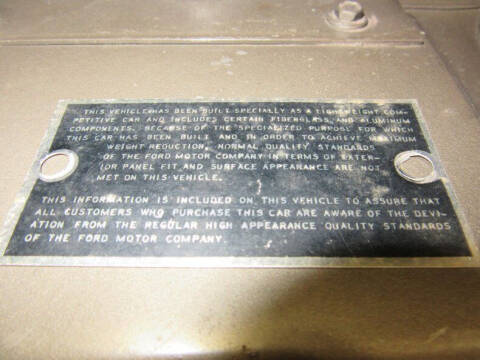 THIS VEHICLE HAS BEEN BUILT SPECIALLY AS A LIGHTWEIGHT COM-
PETITIVE CAR AND INCLUDES CERTAIN FIBERGLASS AND ALUMINUM
COMPONENTS. BECAUSE OF THE SPECIALIZED PURPOSE FOR WHICH
THIS CAR HAS BEEN BUILT AND IN ORDER TO ACHIEVE MAXIMUM
WEIGHT REDUCTION, NORMAL QUALITY STANDARDS
OF THE FORD MOTOR COMPANY IN TERMS OF EXTER-
IOR PANEL FIT AND SURFACE APPEARANCE ARE NOT
MET ON THIS VEHICLE.
THIS INFORMATION IS INCLUDED ON THIS VEHICLE TO ASSURE THAT
ALL CUSTOMERS WHO PURCHASE THIS CAR ARE AWARE OF THE DEVI-
ATION FROM THE REGULAR HIGH APPEARANCE QUALITY STANDARDS
OF THE FORD MOTOR COMPANY.